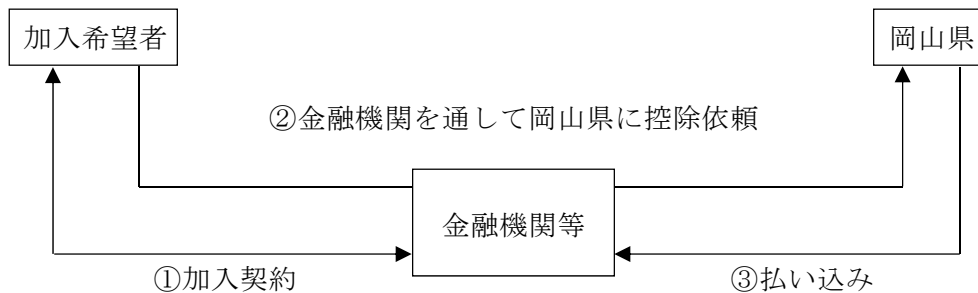 加入希望者
岡山県
②金融機関を通して岡山県に控除依頼
金融機関等
①加入契約
③払い込み